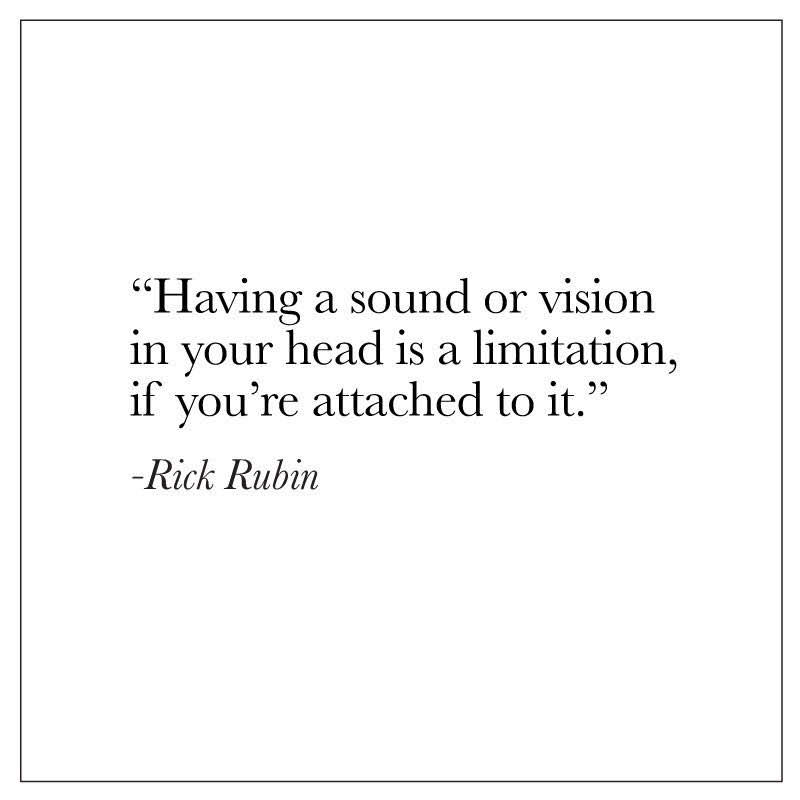 “Having a sound or vision
in your head is a limitation,
if you’re attached to it.”
-Rick Rubin